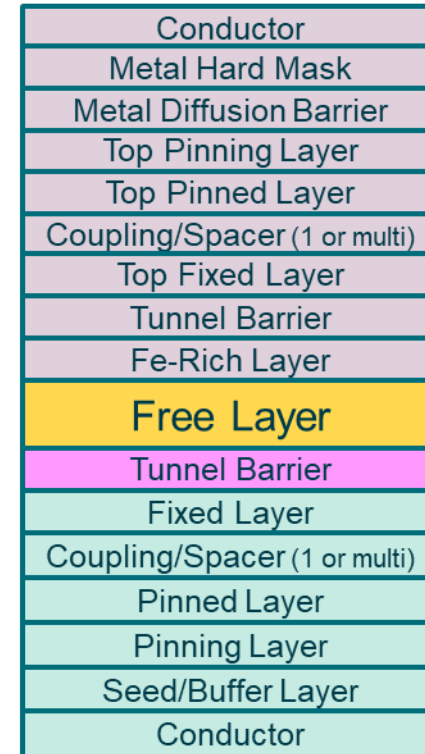 Conductor
Metal Hard Mask
Metal Diffusion Barrier
Top Pinning Layer
Top Pinned Layer
Coupling/Spacer (1 or multi)
Top Fixed Layer
Tunnel Barrier
Fe-Rich Layer
Free Layer
Tunnel Barrier
Fixed Layer
Coupling/Spacer (1 or multi)
Pinned Layer
Pinning Layer
Seed/Buffer Layer
Conductor